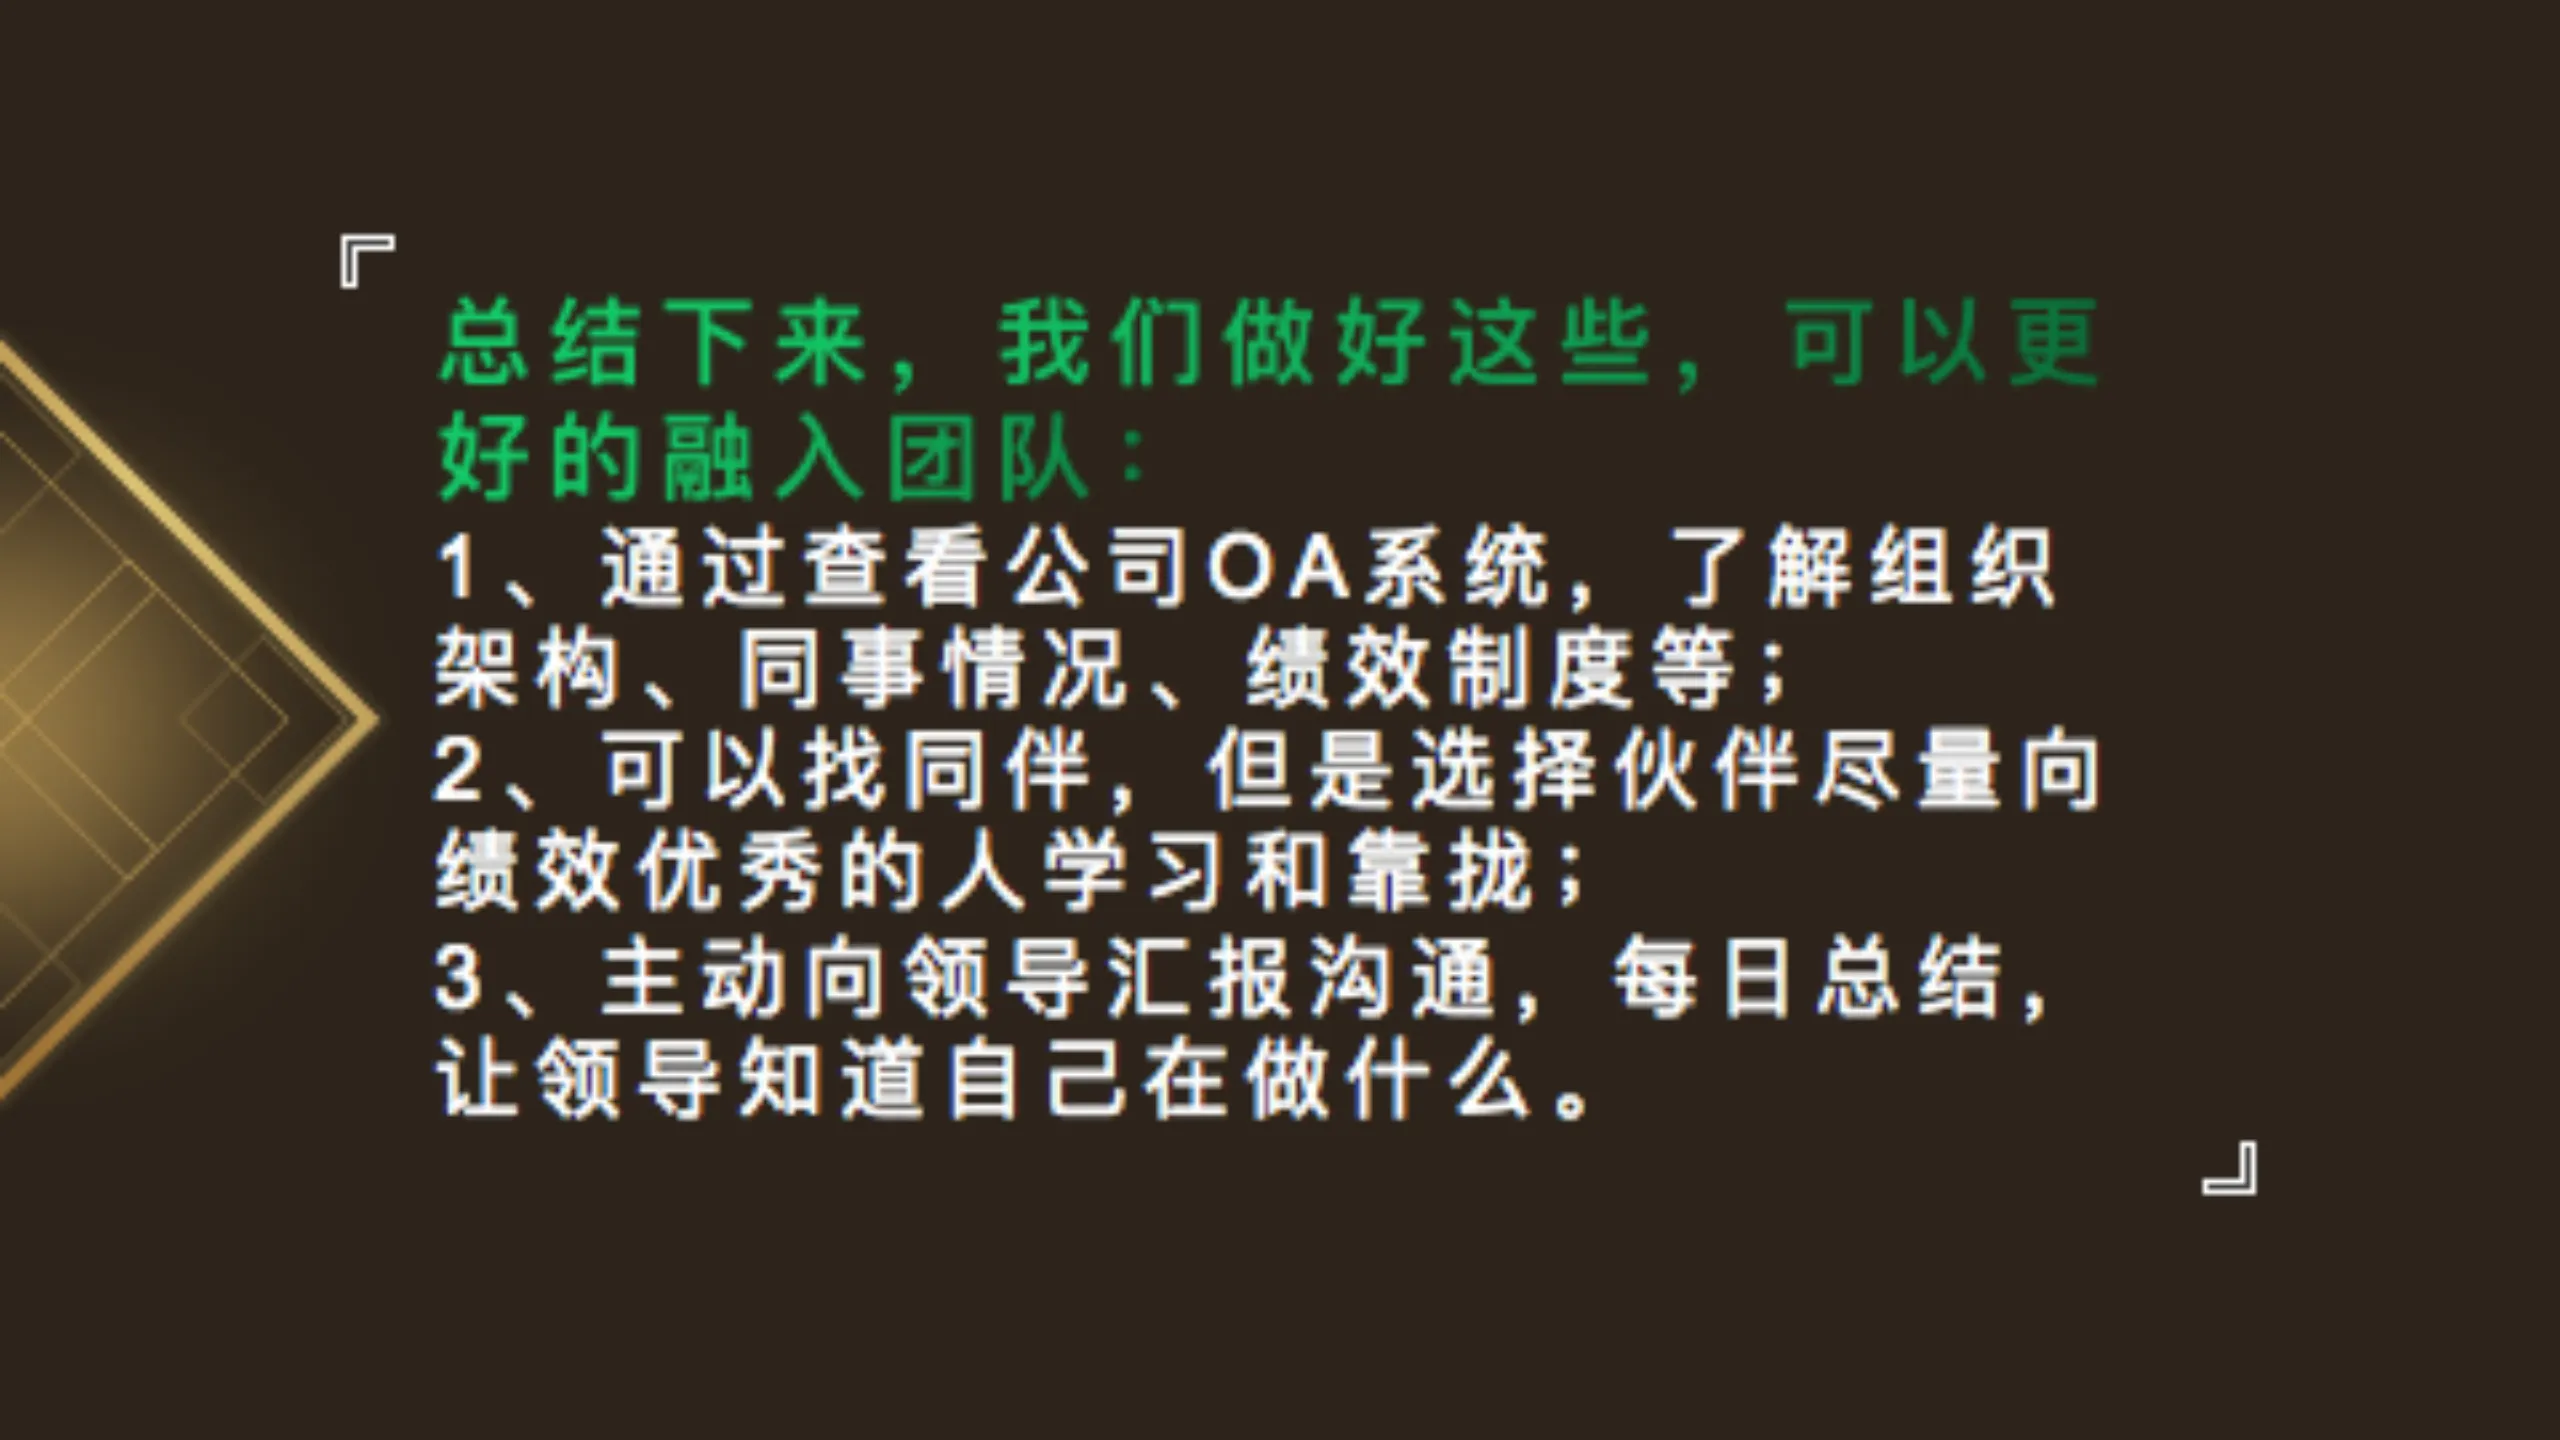 『
总结下来，我们做好这些，可以更
好的融入团队：
1、通过查看公司OA系统，了解组织
架构、同事情况、绩效制度等；
2、可以找同伴，但是选择伙伴尽量向
绩效优秀的人学习和靠拢；
3、主动向领导汇报沟通，每日总结，
让领导知道自己在做什么。
』